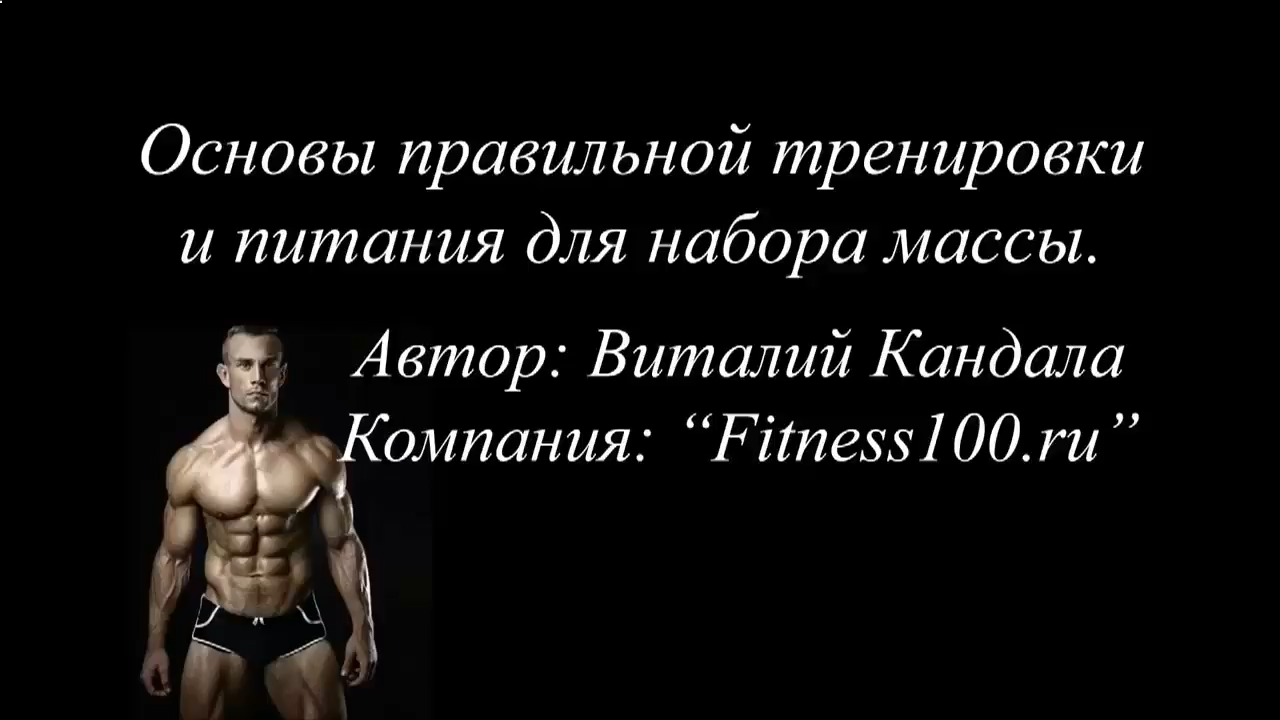 Основы правильной тренировки
и питания для набора массы.
Автор: Виталий Кандала
Компания: “Fitness100.ru”